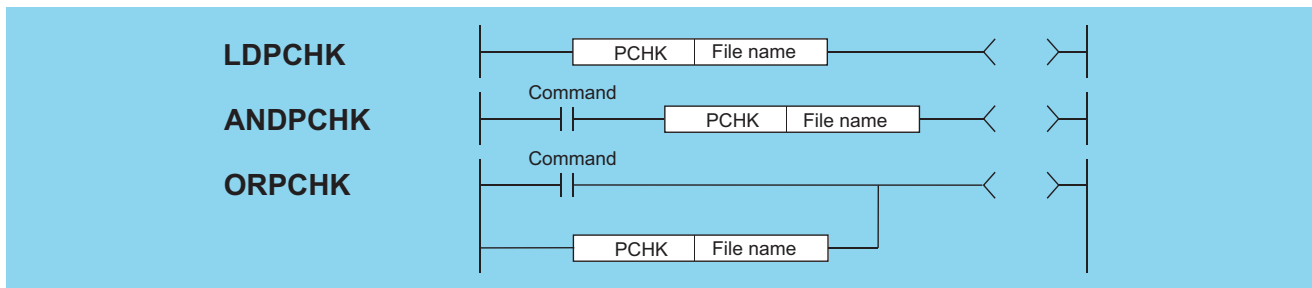 LDPCHK
PCHK File name
Command
ANDPCHK
PCHK File name
Command
ORPCHK
PCHK File name